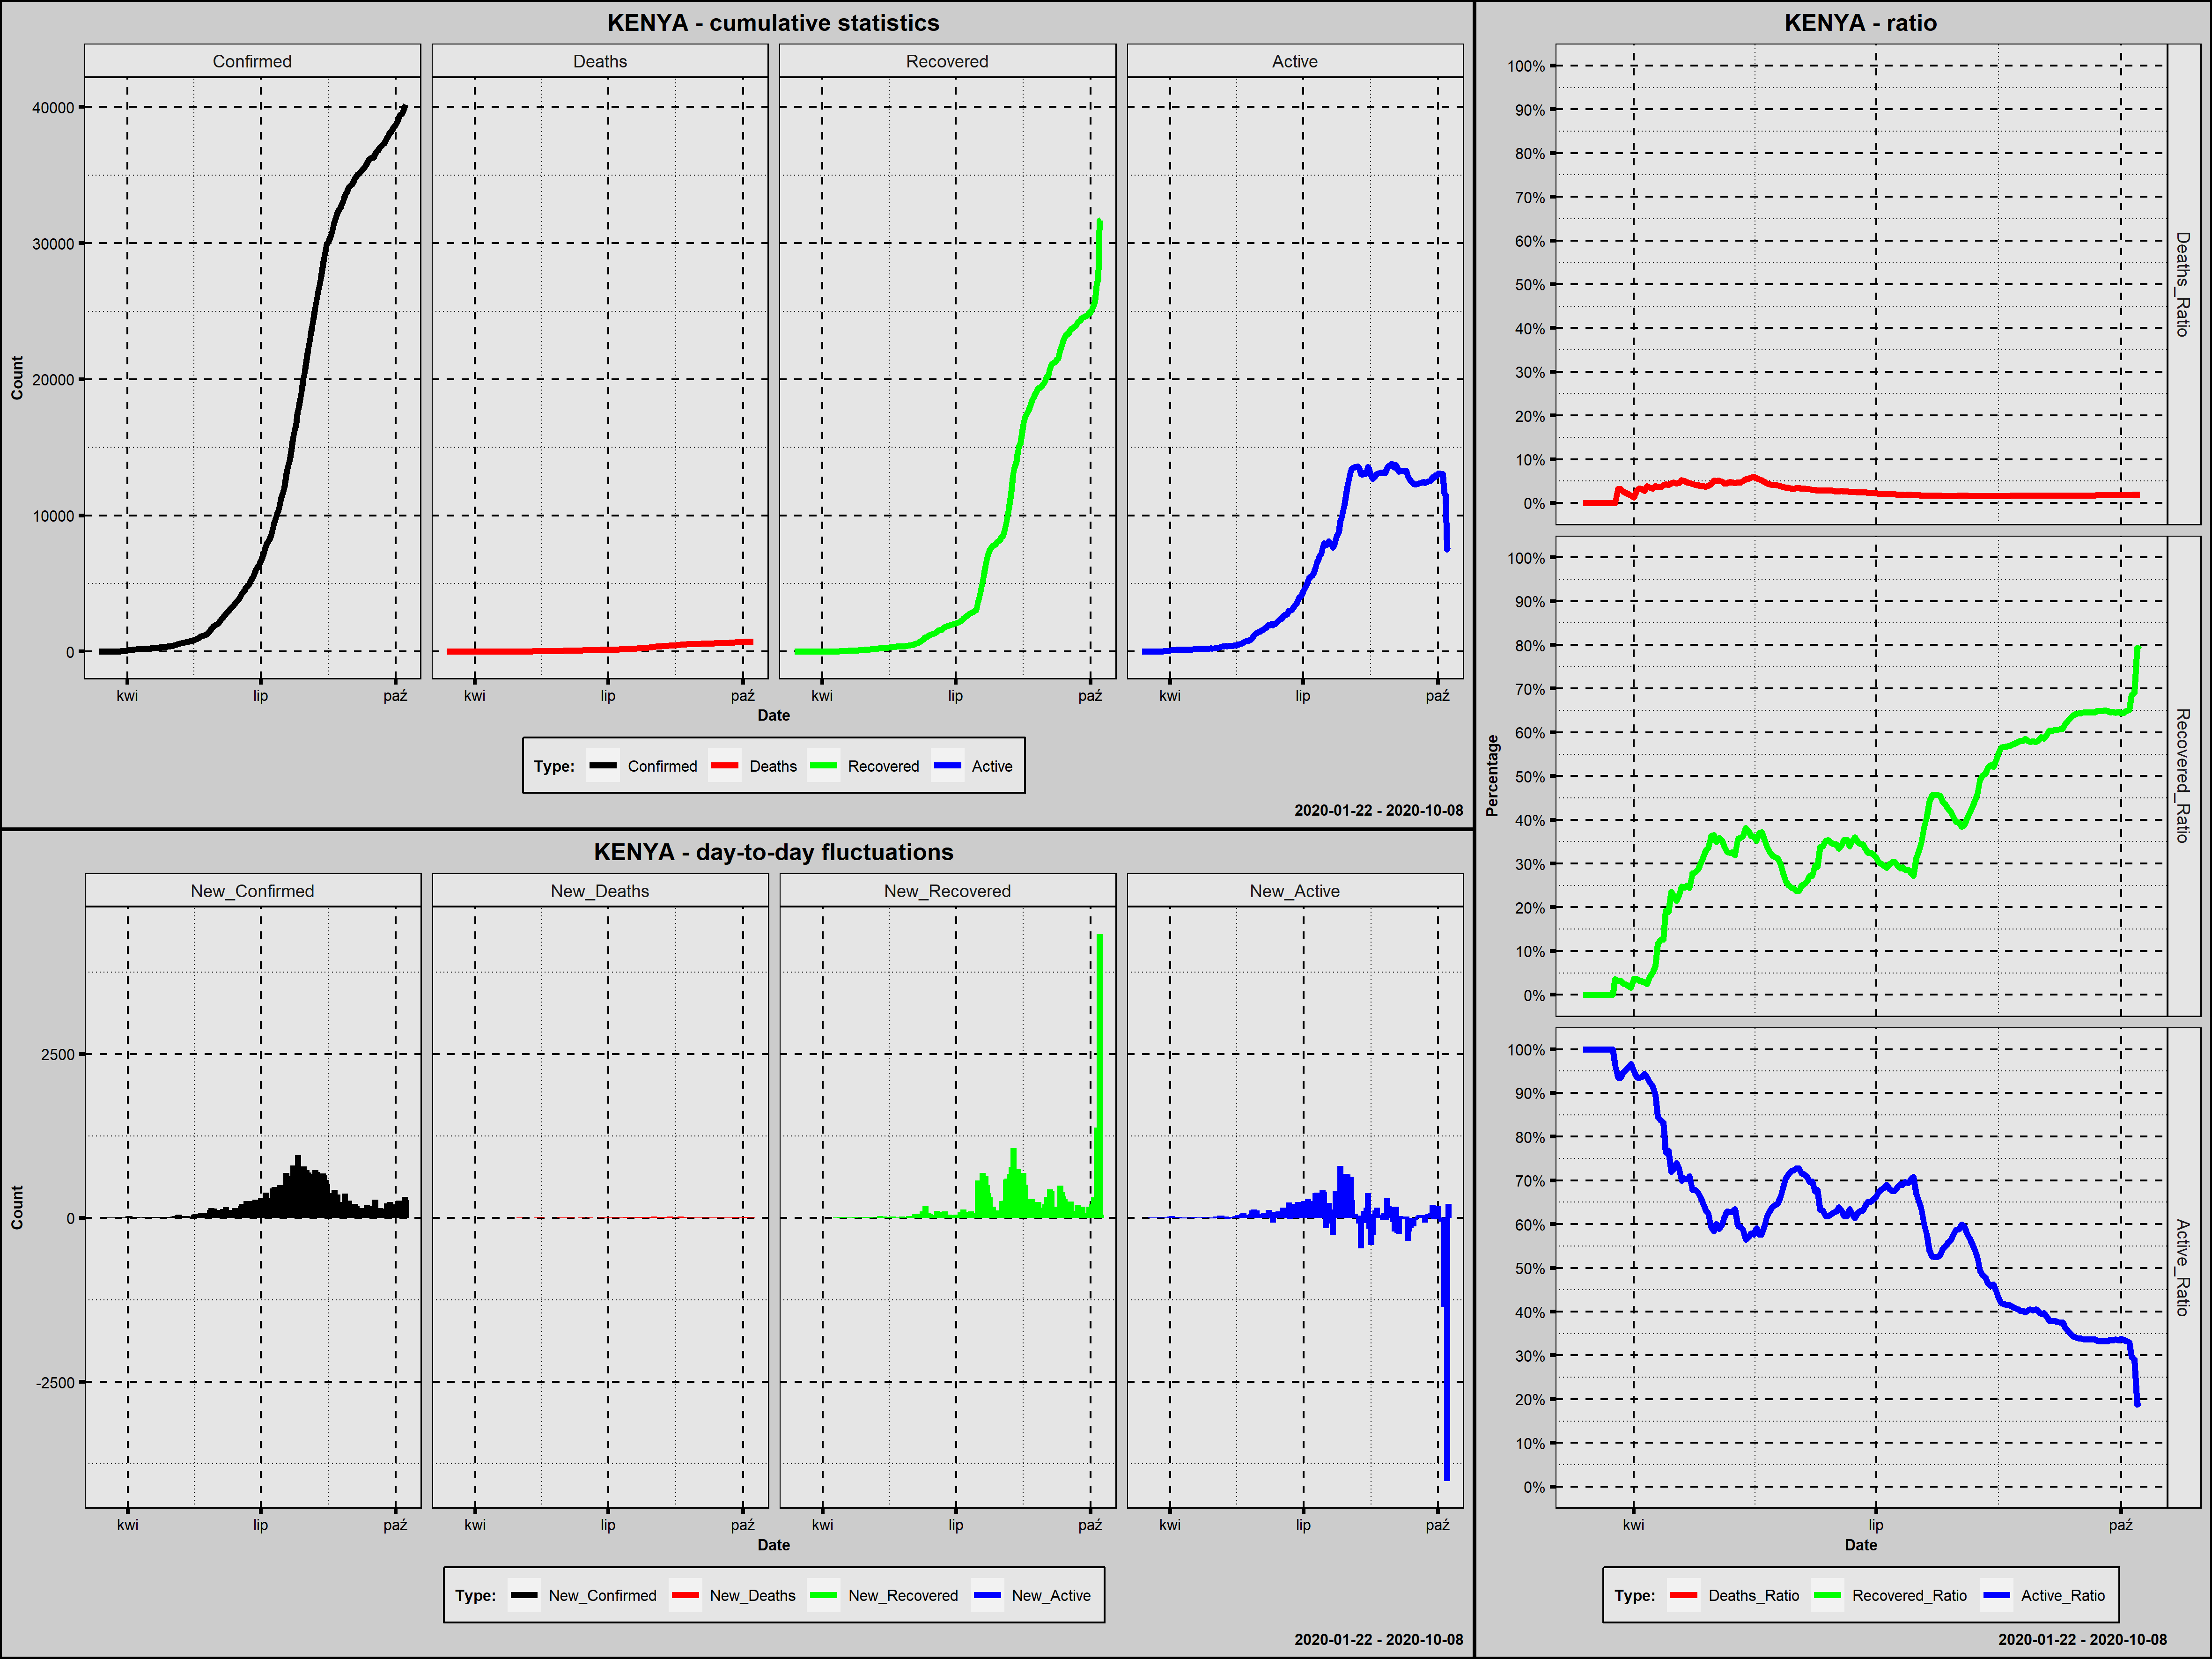 KENYA - cumulative statistics
Confirmed Deaths Recovered Active
Count
40000
30000
20000
10000
0
kwi lip paź kwi lip paź kwi lip paź kwi lip paź
Date
Type: Confirmed Deaths Recovered Active
2020-01-22 - 2020-10-08
KENYA - day-to-day fluctuations
New_Confirmed New_Deaths New_Recovered New_Active
Count
2500
0
-2500
kwi lip paź kwi lip paź kwi lip paź kwi lip paź
Date
Type: New_Confirmed New_Deaths New_Recovered New_Active
2020-01-22 - 2020-10-08
KENYA - ratio
Percentage
100%
90%
80%
70%
60%
50%
40%
30%
20%
10%
0%
Deaths_Ratio
100%
90%
80%
70%
60%
50%
40%
30%
20%
10%
0%
Recovered_Ratio
100%
90%
80%
70%
60%
50%
40%
30%
20%
10%
0%
Active_Ratio
kwi lip paź
Date
Type: Deaths_Ratio Recovered_Ratio Active_Ratio
2020-01-22 - 2020-10-08